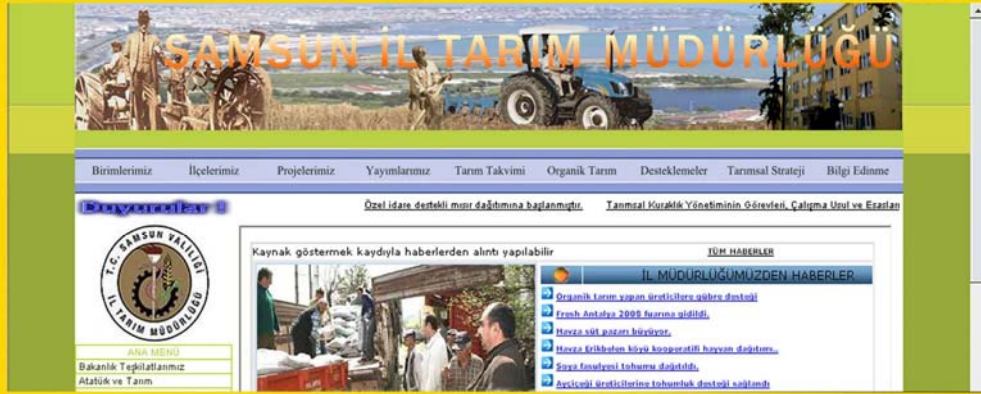 SAMSUN İL TARIM MÜDÜRLÜĞÜ
Birimlerimiz İlçelerimiz Projelerimiz Yayımlarımız Tarım Takvimi Organik Tarım Desteklemeler Tarımsal Strateji Bilgi Edinme
Duyurular !
Özel idare destekli mısır dağıtımına başlanmıştır. Tarımsal Kuraklık Yönetiminin Görevleri, Çalışma Usul ve Esasları
T.C. SAMSUN VALİLİĞİ
İL TARIM MÜDÜRLÜĞÜ
ANA MENÜ
Bakanlık Teşkilatlarımız
Atatürk ve Tarım
Kaynak göstermek kaydıyla haberlerden alıntı yapılabilir
TÜM HABERLER
İL MÜDÜRLÜĞÜMÜZDEN HABERLER
Organik tarım yapan üreticilere gübre desteği
Fresh Antalya 2008 fuarına gidildi.
Havza süt pazarı büyüyor.
Havza Erikbelen köyü kooperatifi hayvan dağıtımı..
Soya fasulyesi tohumu dağıtıldı.
Ayçiçeği üreticilerine tohumluk desteği sağlandı